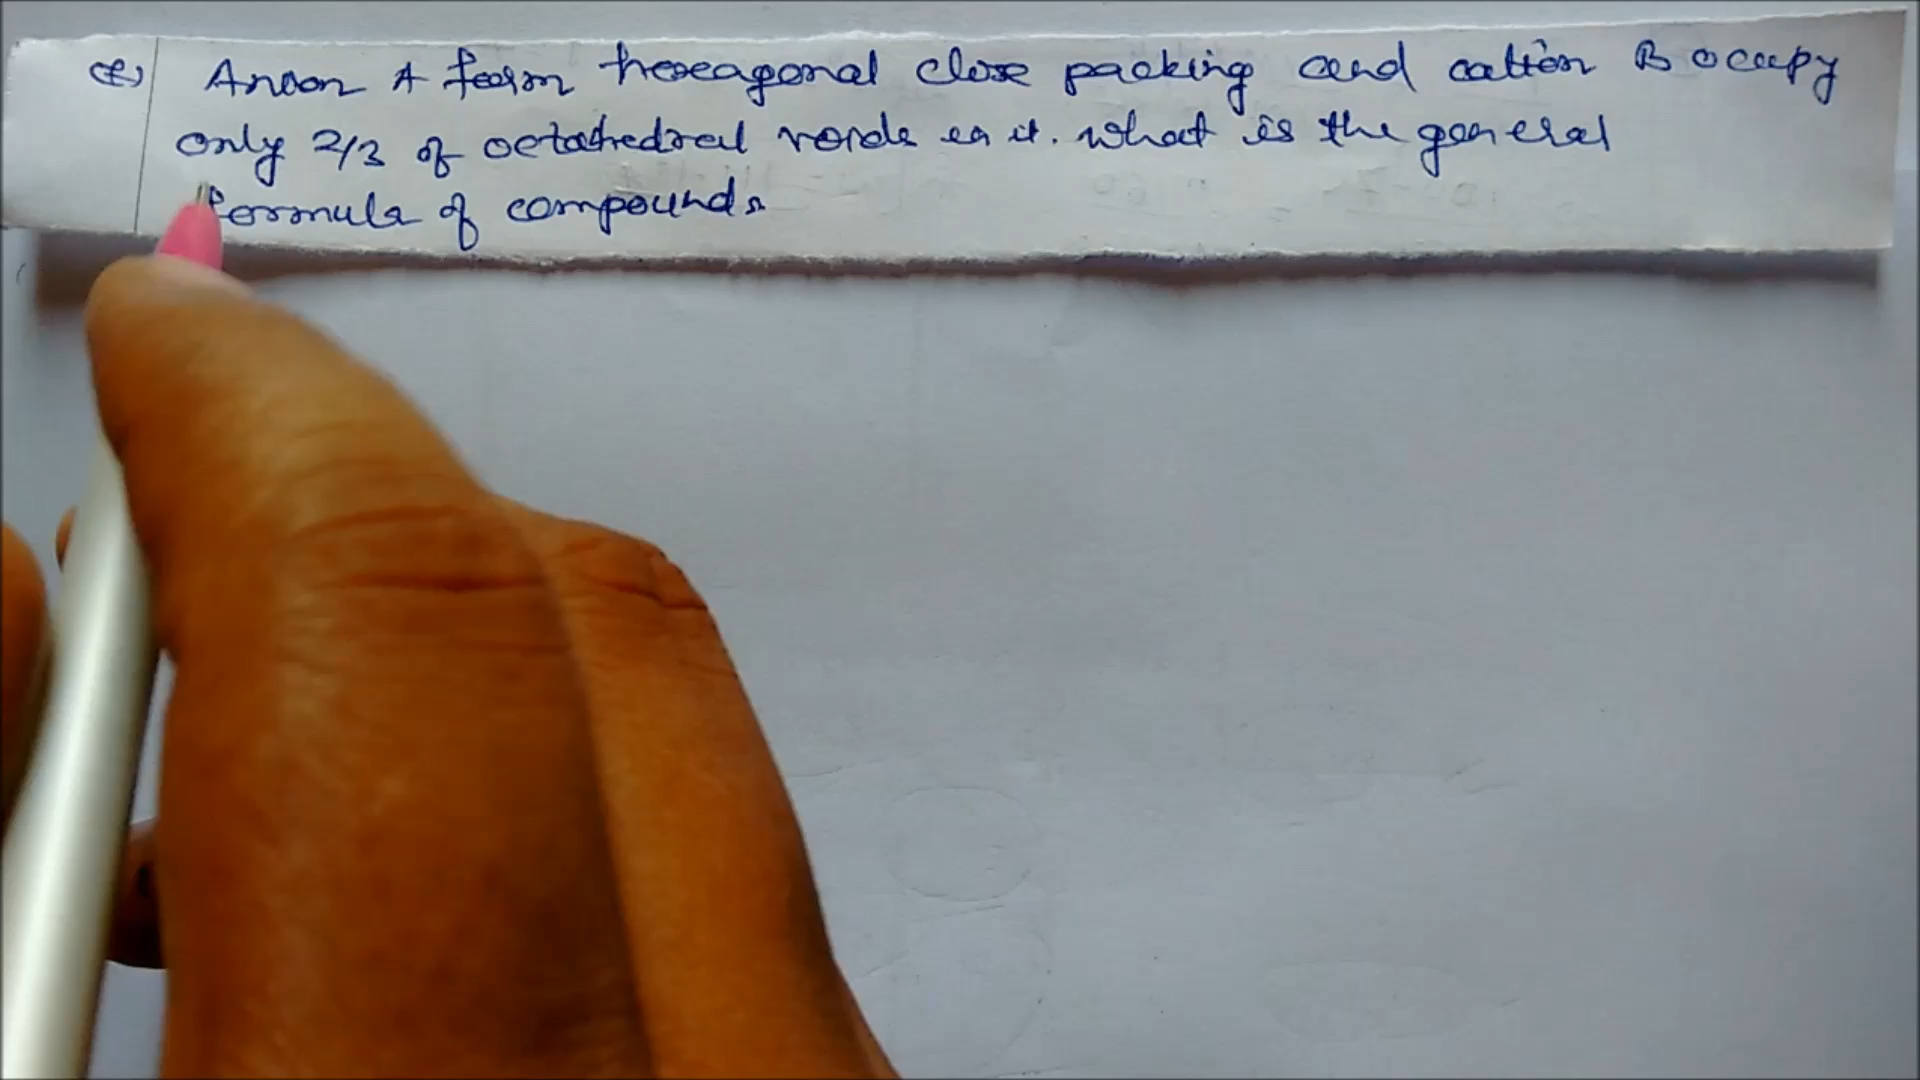 Q) Anion A form hexagonal close packing and cation B occupy
only 2/3 of octahedral voids in it. what is the general
formula of compounds